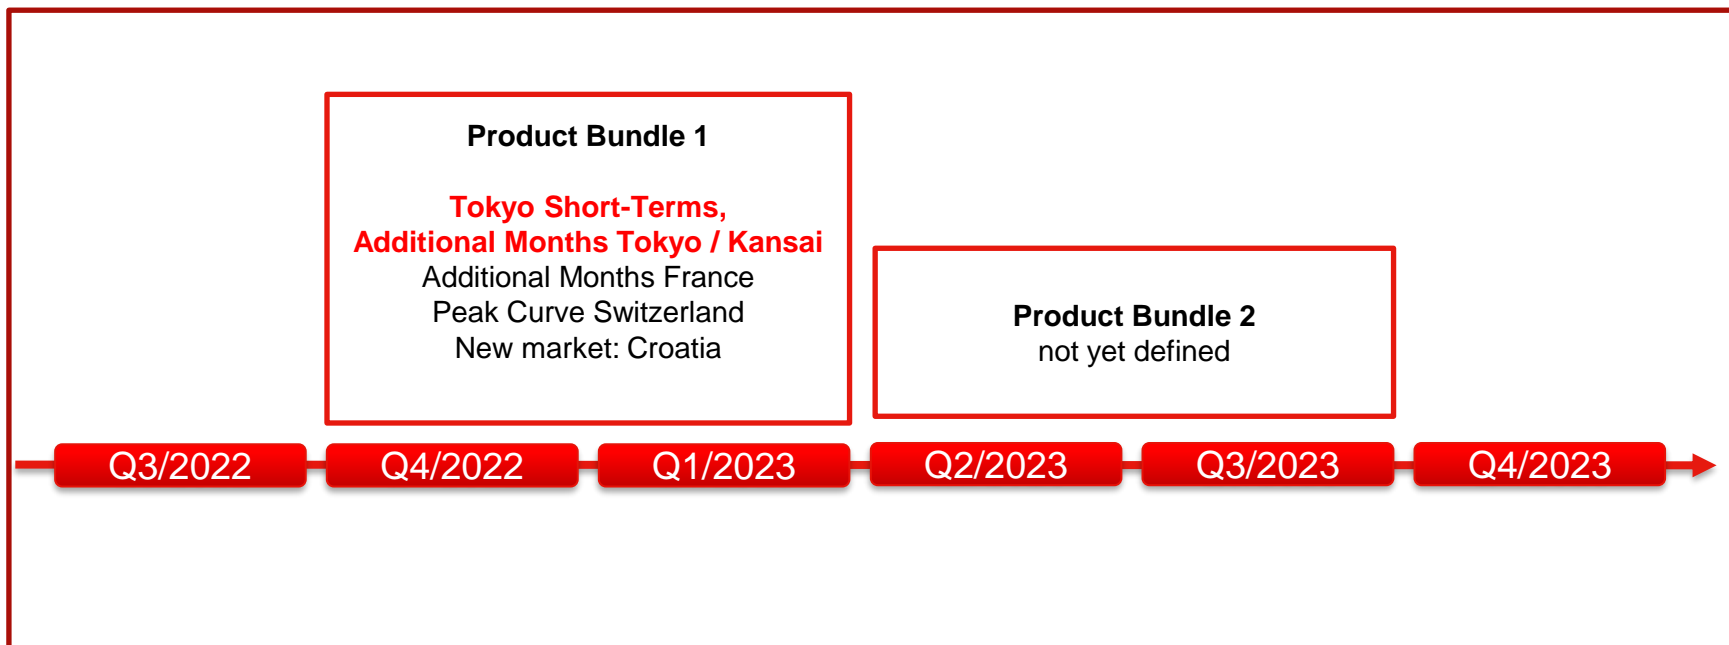 Product Bundle 1
Tokyo Short-Terms,
Additional Months Tokyo / Kansai
Additional Months France
Peak Curve Switzerland
New market: Croatia
Product Bundle 2
not yet defined
Q3/2022
Q4/2022
Q1/2023
Q2/2023
Q3/2023
Q4/2023